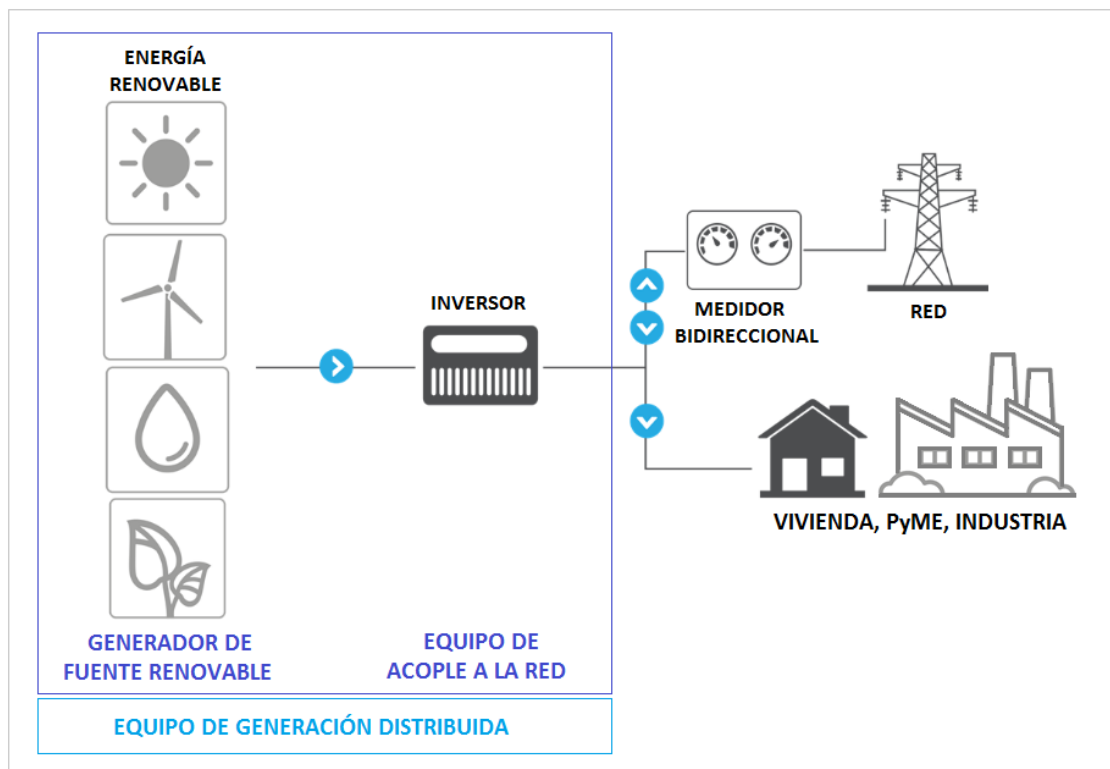 ENERGÍA
RENOVABLE
INVERSOR
MEDIDOR
BIDIRECCIONAL
RED
VIVIENDA, PyME, INDUSTRIA
GENERADOR DE
FUENTE RENOVABLE
EQUIPO DE
ACOPLE A LA RED
EQUIPO DE GENERACIÓN DISTRIBUIDA